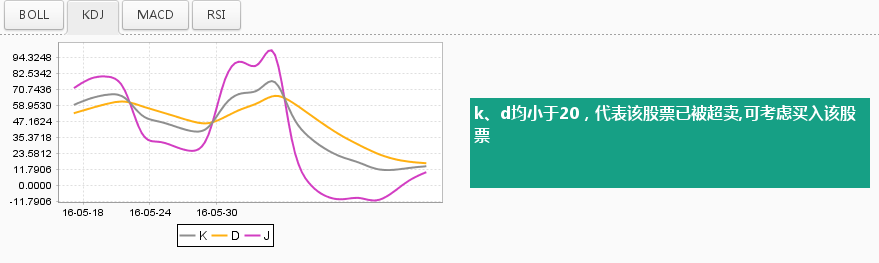 BOLL KDJ MACD RSI
94.3248
82.5342
70.7436
58.9530
47.1624
35.3718
23.5812
11.7906
0.0000
-11.7906
16-05-18 16-05-24 16-05-30
K D J
k、d均小于20，代表该股票已被超卖,可考虑买入该股
票